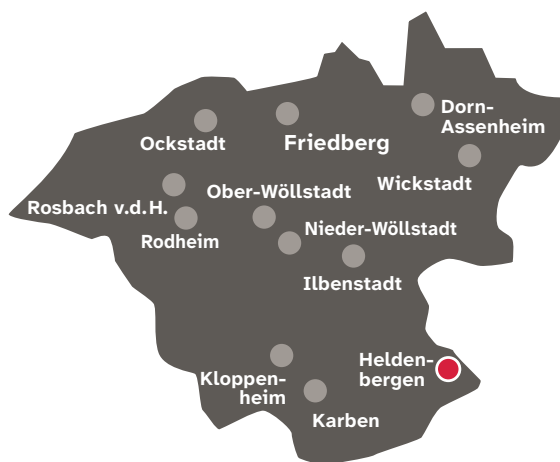 Dorn-
Assenheim
Ockstadt
Friedberg
Wickstadt
Ober-Wöllstadt
Rosbach v.d.H.
Nieder-Wöllstadt
Rodheim
Ilbenstadt
Helden-
bergen
Kloppen-
heim
Karben